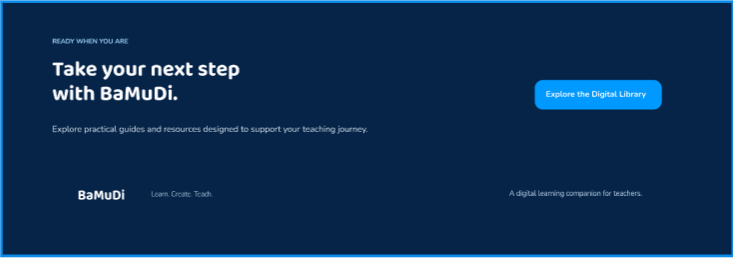 READY WHEN YOU ARE
Take your next step
with BaMuDi.
Explore the Digital Library
Explore practical guides and resources designed to support your teaching journey.
BaMuDi
Learn. Create. Teach.
A digital learning companion for teachers.